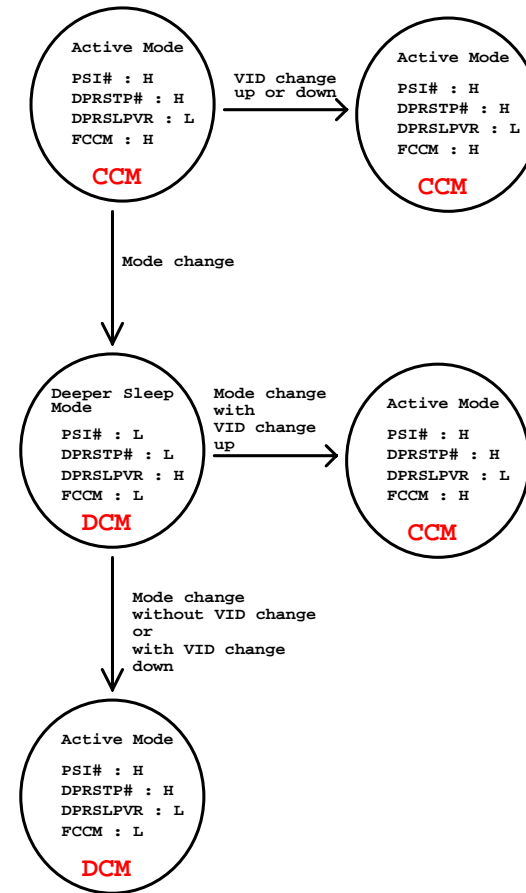 Active Mode
PSI# : H
DPRSTP# : H
DPRSLPVR : L
FCCM : H
CCM
VID change
up or down
Active Mode
PSI# : H
DPRSTP# : H
DPRSLPVR : L
FCCM : H
CCM
Mode change
Deeper Sleep
Mode
PSI# : L
DPRSTP# : L
DPRSLPVR : H
FCCM : L
DCM
Mode change
with
VID change
up
Active Mode
PSI# : H
DPRSTP# : H
DPRSLPVR : L
FCCM : H
CCM
Mode change
without VID change
or
with VID change
down
Active Mode
PSI# : H
DPRSTP# : H
DPRSLPVR : L
FCCM : L
DCM